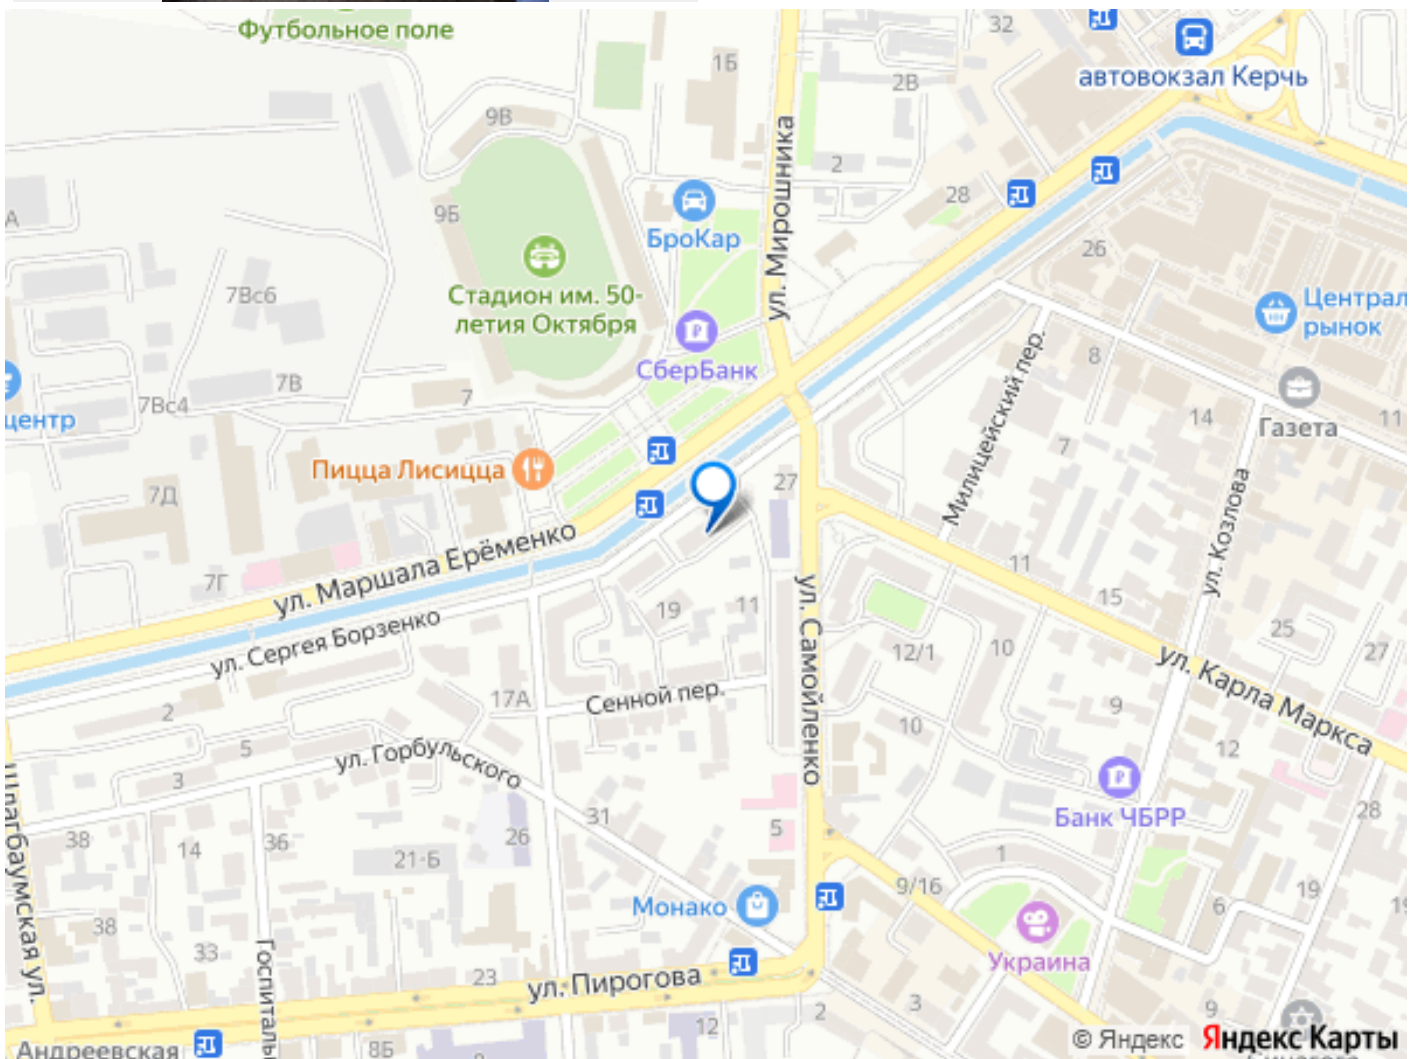 Футбольное поле
32
автовокзал Керчь
1Б
2В
9В
ул. Мирошника
2
28
9Б
БроКар
26
Стадион им. 50-
летия Октября
7Вс6
Централ
рынок
СберБанк
8
7В
7
7Вс4
центр
Милицейский пер.
14
11
Газета
7
Пицца Лисицца
27
7Д
ул. Козлова
ул. Маршала Ерёменко
7Г
11
15
19
11
ул. Самойленко
ул. Сергея Борзенко
25
27
12/1
10
ул. Карла Маркса
Сенной пер.
17А
2
10
9
5
12
ул. Горбульского
3
Банк ЧБРР
31
28
5
38
14
36
26
21-Б
1
9/16
19
6
19
Монако
38
Шлагбаумская ул.
33
Украина
23
ул. Пирогова
3
9
2
12
© Яндекс Яндекс Карты
Андреевская
8Б